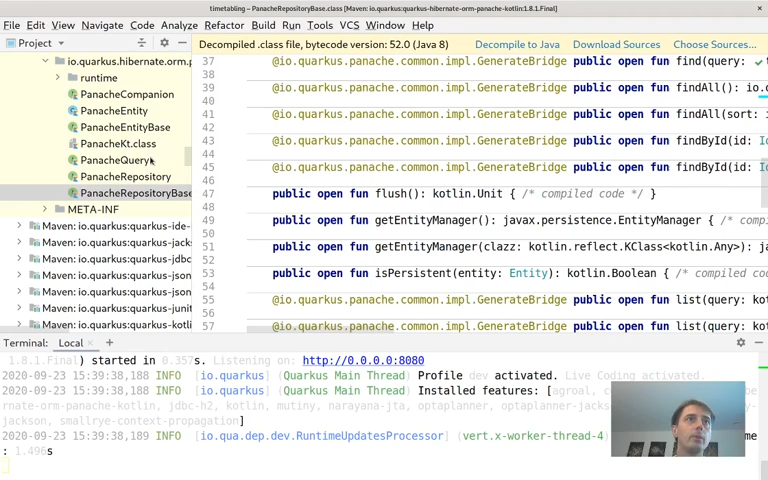 timetabling – PanacheRepositoryBase.class [Maven: io.quarkus:quarkus-hibernate-orm-panache-kotlin:1.8.1.Final]
File Edit View Navigate Code Analyze Refactor Build Run Tools VCS Window Help
Project
Decompiled .class file, bytecode version: 52.0 (Java 8) Decompile to Java Download Sources Choose Sources...
io.quarkus.hibernate.orm.p
runtime
PanacheCompanion
PanacheEntity
PanacheEntityBase
PanacheKt.class
PanacheQuery
PanacheRepository
PanacheRepositoryBase
META-INF
Maven: io.quarkus:quarkus-ide-
Maven: io.quarkus:quarkus-jacks
Maven: io.quarkus:quarkus-jdbc
Maven: io.quarkus:quarkus-json
Maven: io.quarkus:quarkus-json
Maven: io.quarkus:quarkus-junit
Maven: io.quarkus:quarkus-kotli
37 @io.quarkus.panache.common.impl.GenerateBridge public open fun find(query:
38
39 @io.quarkus.panache.common.impl.GenerateBridge public open fun findAll(): io.
40
41 @io.quarkus.panache.common.impl.GenerateBridge public open fun findAll(sort: i
42
43 @io.quarkus.panache.common.impl.GenerateBridge public open fun findById(id: Id
44
45 @io.quarkus.panache.common.impl.GenerateBridge public open fun findById(id: Id
46
47 public open fun flush(): kotlin.Unit { /* compiled code */ }
48
49 public open fun getEntityManager(): javax.persistence.EntityManager { /* comp
50
51 public open fun getEntityManager(clazz: kotlin.reflect.KClass<kotlin.Any>): ja
52
53 public open fun isPersistent(entity: Entity): kotlin.Boolean { /* compiled co
54
55 @io.quarkus.panache.common.impl.GenerateBridge public open fun list(query: kot
56
57 @io.quarkus.panache.common.impl.GenerateBridge public open fun list(query: kot
Terminal: Local
1.8.1.Final) started in 0.357s. Listening on: http://0.0.0.0:8080
2020-09-23 15:39:38,188 INFO [io.quarkus] (Quarkus Main Thread) Profile dev activated. Live Coding activated.
2020-09-23 15:39:38,188 INFO [io.quarkus] (Quarkus Main Thread) Installed features: [agroal,
rnate-orm-panache-kotlin, jdbc-h2, kotlin, mutiny, narayana-jta, optaplanner, optaplanner-jacks
-jackson, smallrye-context-propagation]
2020-09-23 15:39:38,189 INFO [io.qua.dep.dev.RuntimeUpdatesProcessor] (vert.x-worker-thread-4)
: 1.496s